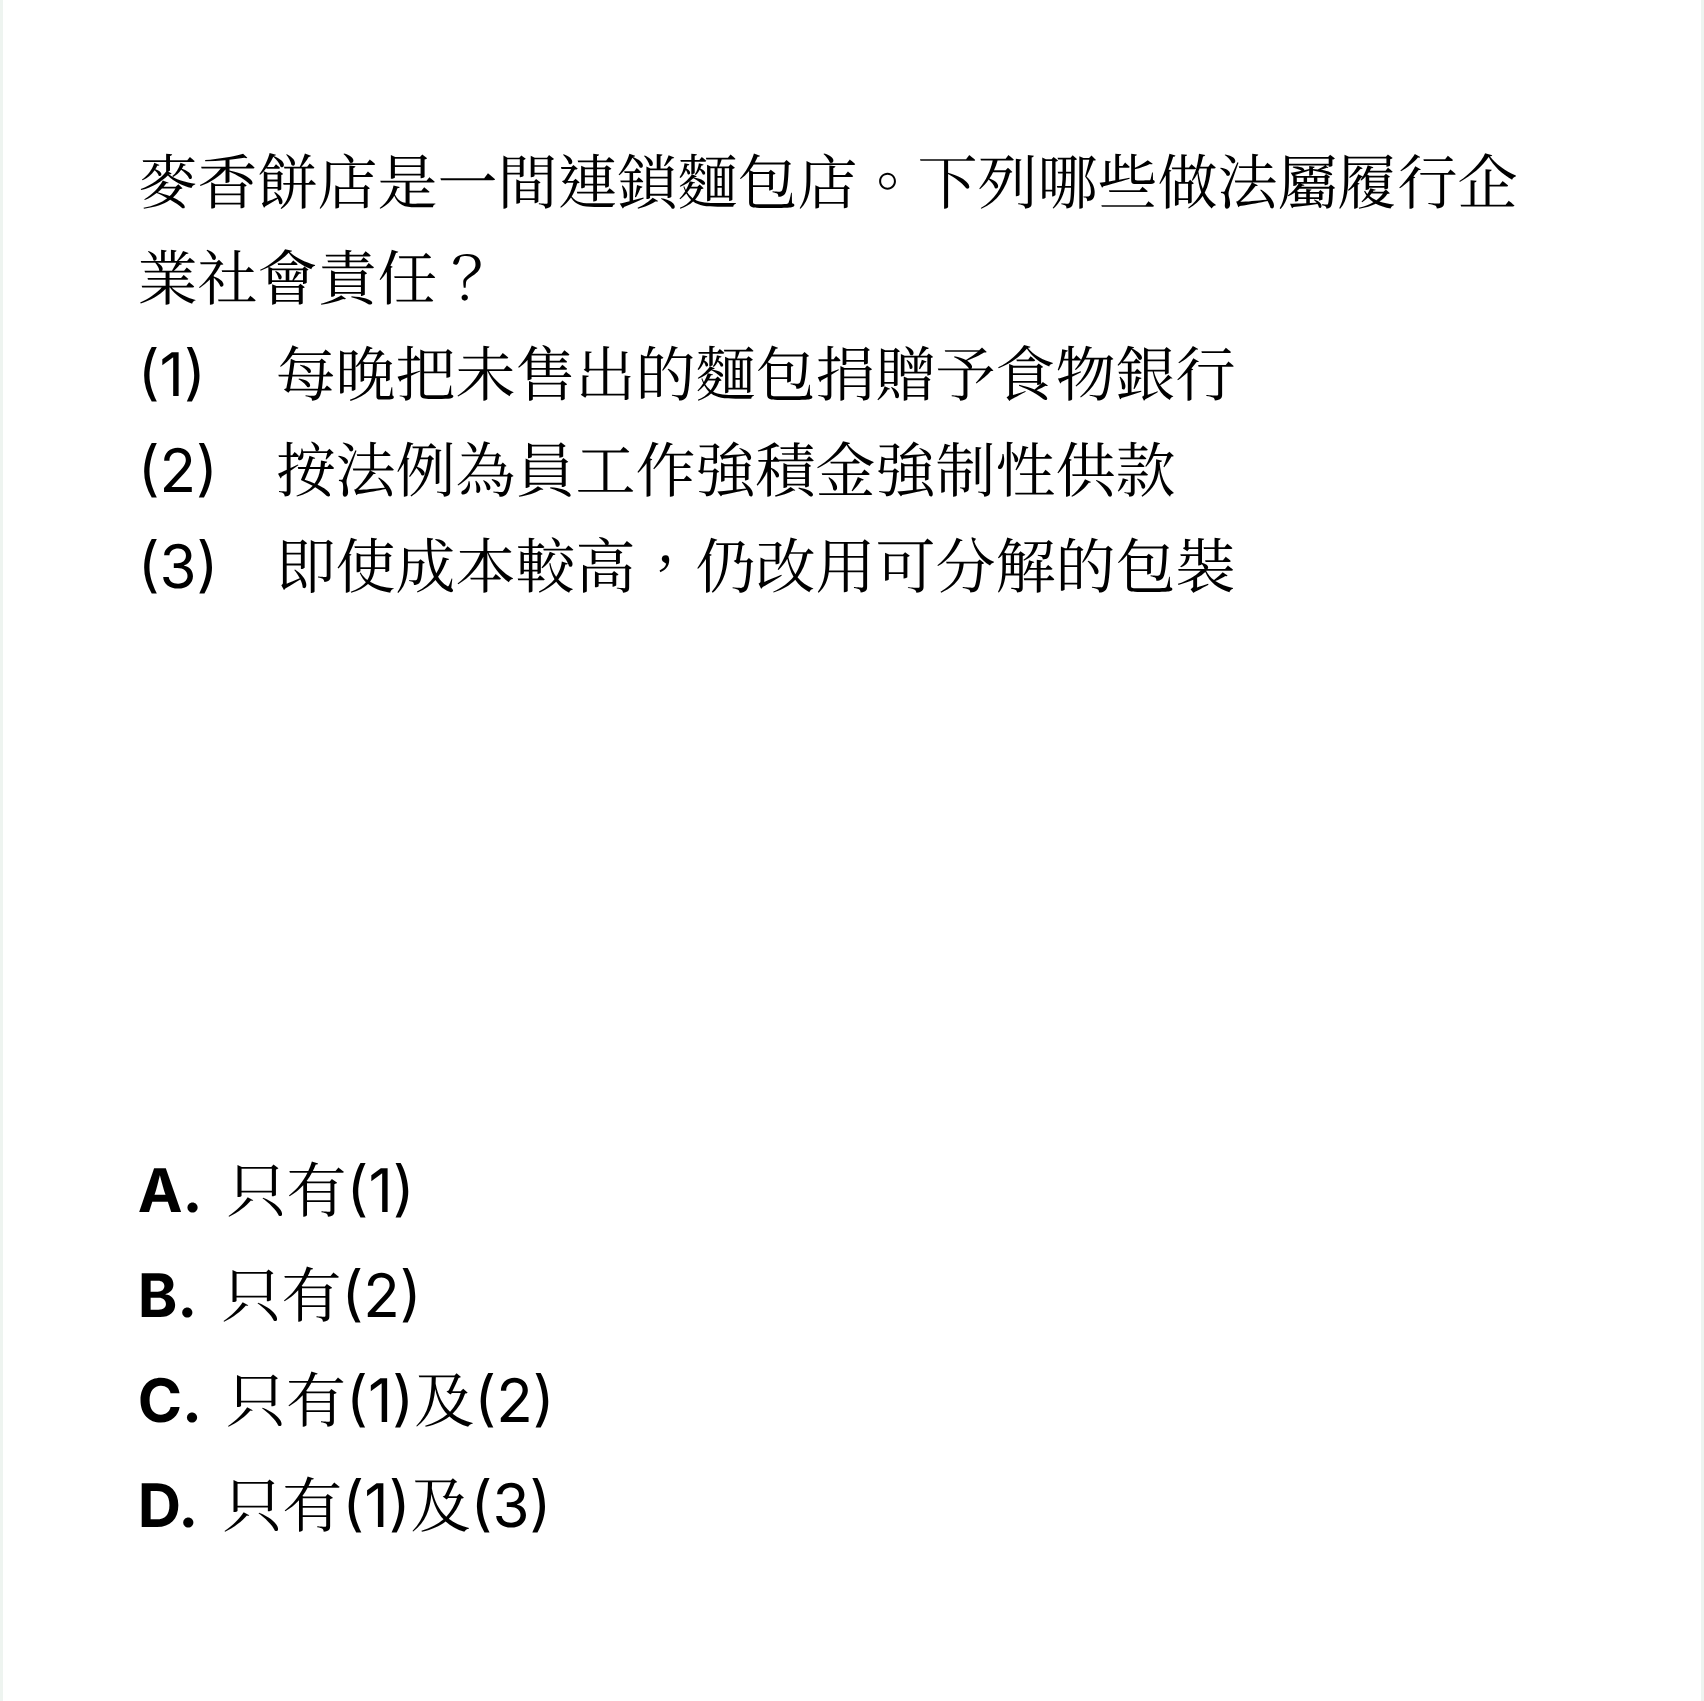 麥香餅店是一間連鎖麵包店。下列哪些做法屬履行企
業社會責任？
(1) 每晚把未售出的麵包捐贈予食物銀行
(2) 按法例為員工作強積金強制性供款
(3) 即使成本較高，仍改用可分解的包裝
A. 只有(1)
B. 只有(2)
C. 只有(1)及(2)
D. 只有(1)及(3)